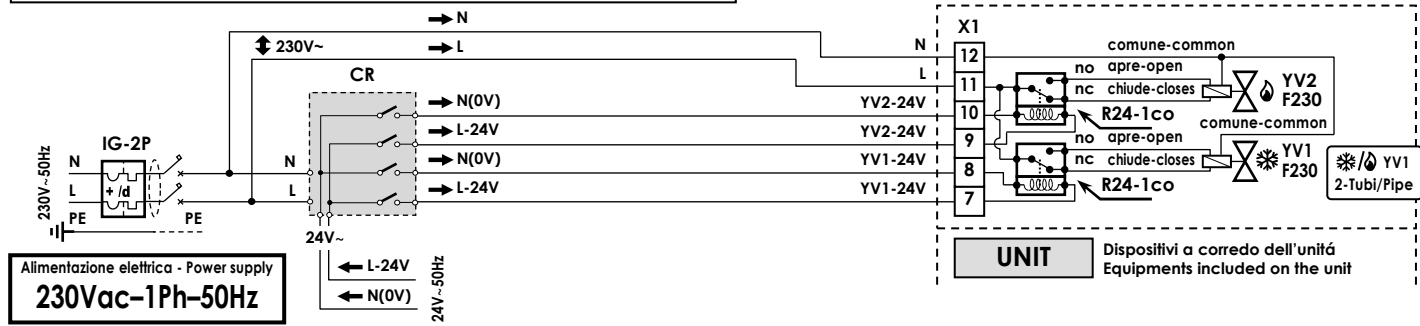 N
230V~
L
CR
N(0V)
L-24V
N(0V)
L-24V
IG-2P
230V~50Hz
N
L
PE
+ /d
PE
N
L
24V~
L-24V
N(0V)
24V~50Hz
Alimentazione elettrica - Power supply
230Vac–1Ph–50Hz
X1
N
12
L
11
YV2-24V
10
YV2-24V
9
YV1-24V
8
YV1-24V
7
comune-common
no apre-open
nc chiude-closes
YV2
F230
R24-1co
comune-common
no apre-open
nc chiude-closes
YV1
F230
R24-1co
/ YV1
2-Tubi/Pipe
UNIT
Dispositivi a corredo dell'unitá
Equipments included on the unit